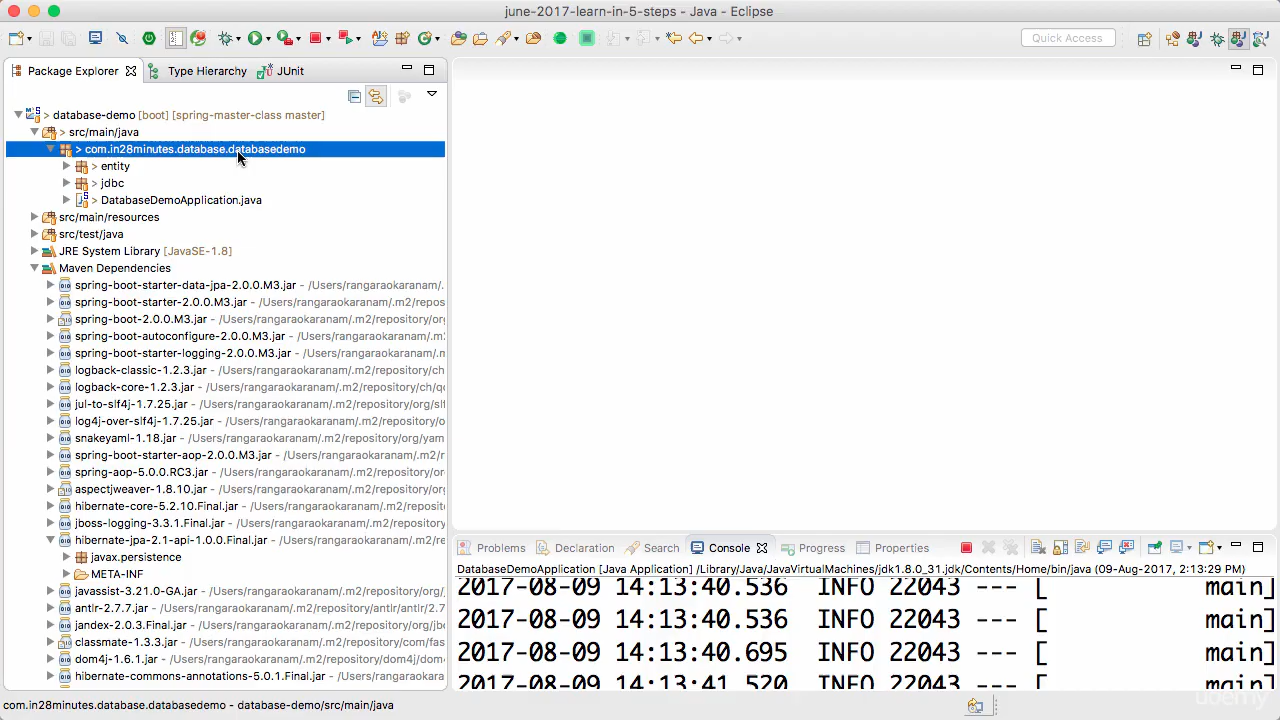 june-2017-learn-in-5-steps - Java - Eclipse
Quick Access
Package Explorer
Type Hierarchy
JUnit
> database-demo [boot] [spring-master-class master]
> src/main/java
> com.in28minutes.database.databasedemo
> entity
> jdbc
> DatabaseDemoApplication.java
src/main/resources
src/test/java
JRE System Library [JavaSE-1.8]
Maven Dependencies
spring-boot-starter-data-jpa-2.0.0.M3.jar - /Users/rangaraokaranam/.
spring-boot-starter-2.0.0.M3.jar - /Users/rangaraokaranam/.m2/repos
spring-boot-2.0.0.M3.jar - /Users/rangaraokaranam/.m2/repository/or
spring-boot-autoconfigure-2.0.0.M3.jar - /Users/rangaraokaranam/.m
spring-boot-starter-logging-2.0.0.M3.jar - /Users/rangaraokaranam/.m
logback-classic-1.2.3.jar - /Users/rangaraokaranam/.m2/repository/ch
logback-core-1.2.3.jar - /Users/rangaraokaranam/.m2/repository/ch/q
jul-to-slf4j-1.7.25.jar - /Users/rangaraokaranam/.m2/repository/org/sl
log4j-over-slf4j-1.7.25.jar - /Users/rangaraokaranam/.m2/repository/o
snakeyaml-1.18.jar - /Users/rangaraokaranam/.m2/repository/org/yam
spring-boot-starter-aop-2.0.0.M3.jar - /Users/rangaraokaranam/.m2/r
spring-aop-5.0.0.RC3.jar - /Users/rangaraokaranam/.m2/repository/or
aspectjweaver-1.8.10.jar - /Users/rangaraokaranam/.m2/repository/or
hibernate-core-5.2.10.Final.jar - /Users/rangaraokaranam/.m2/reposit
jboss-logging-3.3.1.Final.jar - /Users/rangaraokaranam/.m2/repositor
hibernate-jpa-2.1-api-1.0.0.Final.jar - /Users/rangaraokaranam/.m2/re
javax.persistence
META-INF
javassist-3.21.0-GA.jar - /Users/rangaraokaranam/.m2/repository/org/
antlr-2.7.7.jar - /Users/rangaraokaranam/.m2/repository/antlr/antlr/2.7
jandex-2.0.3.Final.jar - /Users/rangaraokaranam/.m2/repository/org/jb
classmate-1.3.3.jar - /Users/rangaraokaranam/.m2/repository/com/fas
dom4j-1.6.1.jar - /Users/rangaraokaranam/.m2/repository/dom4j/dom
hibernate-commons-annotations-5.0.1.Final.jar - /Users/rangaraokara
Problems
Declaration
Search
Console
Progress
Properties
DatabaseDemoApplication [Java Application] /Library/Java/JavaVirtualMachines/jdk1.8.0_31.jdk/Contents/Home/bin/java (09-Aug-2017, 2:13:29 PM)
2017-08-09 14:13:40.536 INFO 22043 --- [ main]
2017-08-09 14:13:40.536 INFO 22043 --- [ main]
2017-08-09 14:13:40.695 INFO 22043 --- [ main]
2017-08-09 14:13:41.520 INFO 22043 --- [ main]
com.in28minutes.database.databasedemo - database-demo/src/main/java
udemy